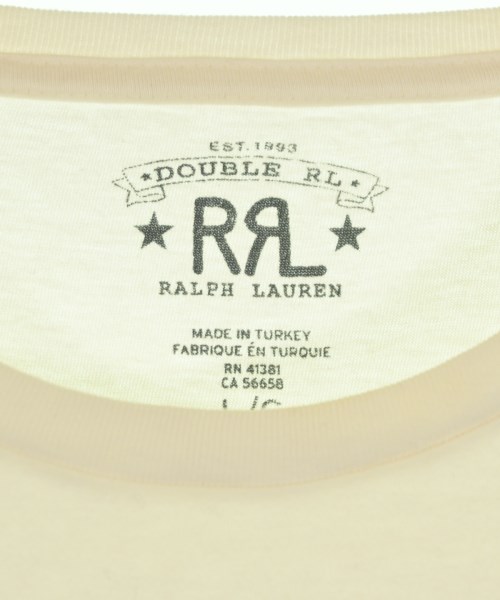 EST. 1993
★DOUBLE RL★
★ RRL ★
RALPH LAUREN
MADE IN TURKEY
FABRIQUE ÉN TURQUIE
RN 41381
CA 56658